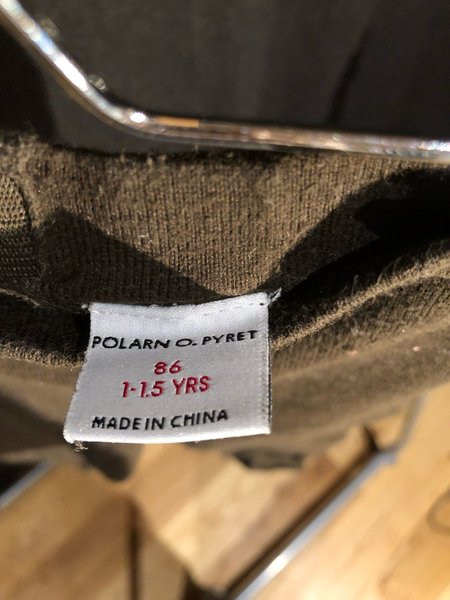 POLARN O. PYRET
86
1-1.5 YRS
MADE IN CHINA